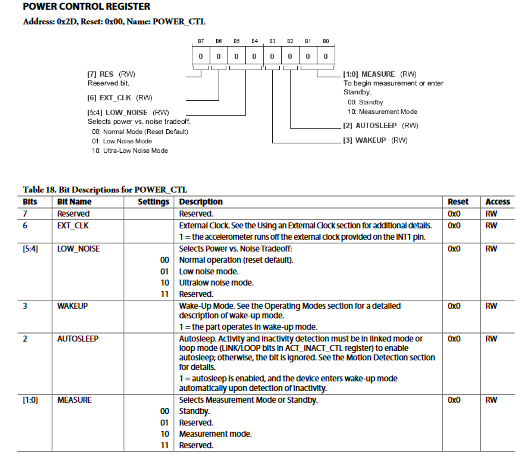 POWER CONTROL REGISTER
Address: 0x2D, Reset: 0x00, Name: POWER_CTL
B7 B6 B5 B4 B3 B2 B1 B0
0 0 0 0 0 0 0 0
[7] RES (RW)
Reserved bit.
[6] EXT_CLK (RW)
[5:4] LOW_NOISE (RW)
Selects power vs. noise tradeoff.
00: Normal Mode (Reset Default)
01: Low Noise Mode
10: Ultra-Low Noise Mode
[1:0] MEASURE (RW)
To begin measurement or enter
Standby.
00: Standby
10: Measurement Mode
[2] AUTOSLEEP (RW)
[3] WAKEUP (RW)
Table 18. Bit Descriptions for POWER_CTL
Bits Bit Name Settings Description Reset Access
7 Reserved Reserved. 0x0 RW
6 EXT_CLK External Clock. See the Using an External Clock section for additional details. 0x0 RW
1 = the accelerometer runs off the external clock provided on the INT1 pin.
[5:4] LOW_NOISE Selects Power vs. Noise Tradeoff: 0x0 RW
00 Normal operation (reset default).
01 Low noise mode.
10 Ultralow noise mode.
11 Reserved.
3 WAKEUP Wake-Up Mode. See the Operating Modes section for a detailed 0x0 RW
description of wake-up mode.
1 = the part operates in wake-up mode.
2 AUTOSLEEP Autosleep. Activity and Inactivity detection must be in linked mode or 0x0 RW
loop mode (LINK/LOOP bits in ACT_INACT_CTL register) to enable
autosleep; otherwise, the bit is ignored. See the Motion Detection section
for details.
1 = autosleep is enabled, and the device enters wake-up mode
automatically upon detection of inactivity.
[1:0] MEASURE Selects Measurement Mode or Standby. 0x0 RW
00 Standby.
01 Reserved.
10 Measurement mode.
11 Reserved.